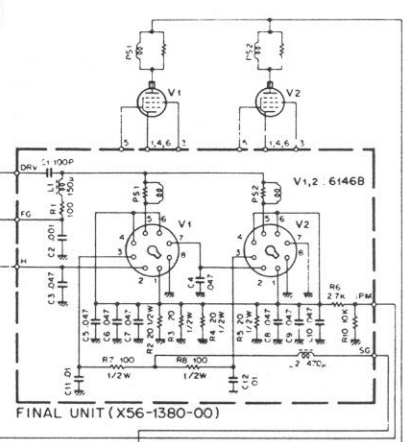 PS1
PS2
V1
V2
5
1,4,6
3
5
1,4,6
3
DRV
C1 100P
V1,2 . 6146B
L1
150μ
PS1
PS2
FG
R1
100
5
6
4
7
V1
3
8
2
1
5
6
4
7
V2
3
8
2
1
C2 .001
H
C3 .047
C4
.047
R6
2.7K
PM
C5 .047
C6 .047
R2 20 1/2W
R3 20
R4 20
1/2W
R5 20
1/2W
C8 .047
C9 .047
C10 .047
R10 10K
SG
R7 100
1/2W
R8 100
1/2W
L2 470μ
C11 .01
C12
.01
FINAL UNIT (X56-1380-00)